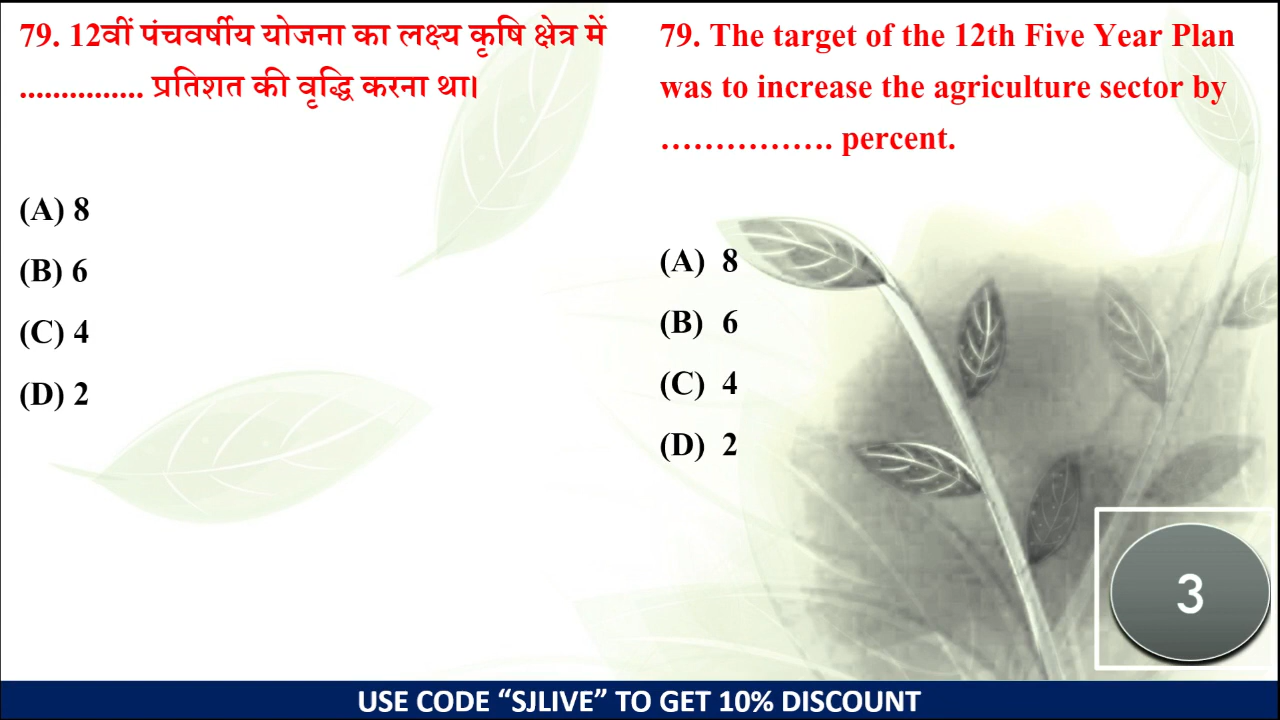 79. 12वीं पंचवर्षीय योजना का लक्ष्य कृषि क्षेत्र में
............... प्रतिशत की वृद्धि करना था।
(A) 8
(B) 6
(C) 4
(D) 2
79. The target of the 12th Five Year Plan
was to increase the agriculture sector by
……………. percent.
(A) 8
(B) 6
(C) 4
(D) 2
3
USE CODE “SJLIVE” TO GET 10% DISCOUNT